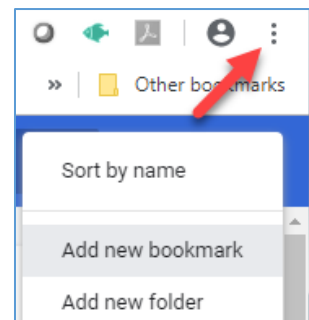 » Other bookmarks
Sort by name
Add new bookmark
Add new folder